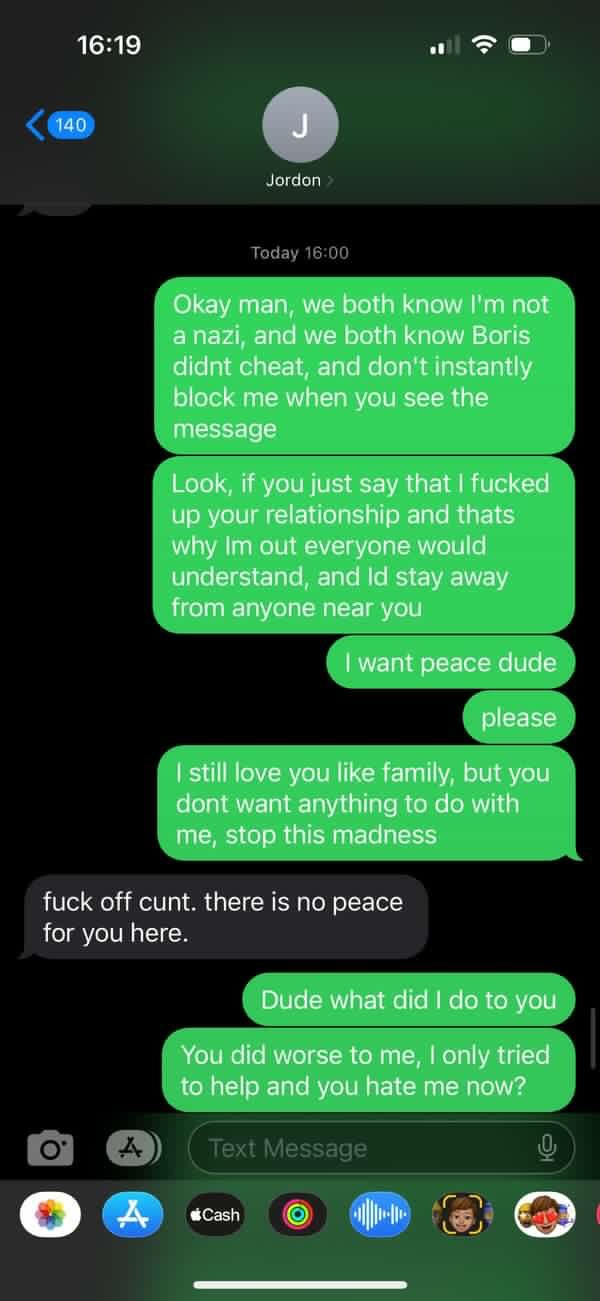 16:19
140
J
Jordon
Today 16:00
Okay man, we both know I'm not
a nazi, and we both know Boris
didnt cheat, and don't instantly
block me when you see the
message
Look, if you just say that I fucked
up your relationship and thats
why Im out everyone would
understand, and Id stay away
from anyone near you
I want peace dude
please
I still love you like family, but you
dont want anything to do with
me, stop this madness
fuck off cunt. there is no peace
for you here.
Dude what did I do to you
You did worse to me, I only tried
to help and you hate me now?
Text Message
Cash